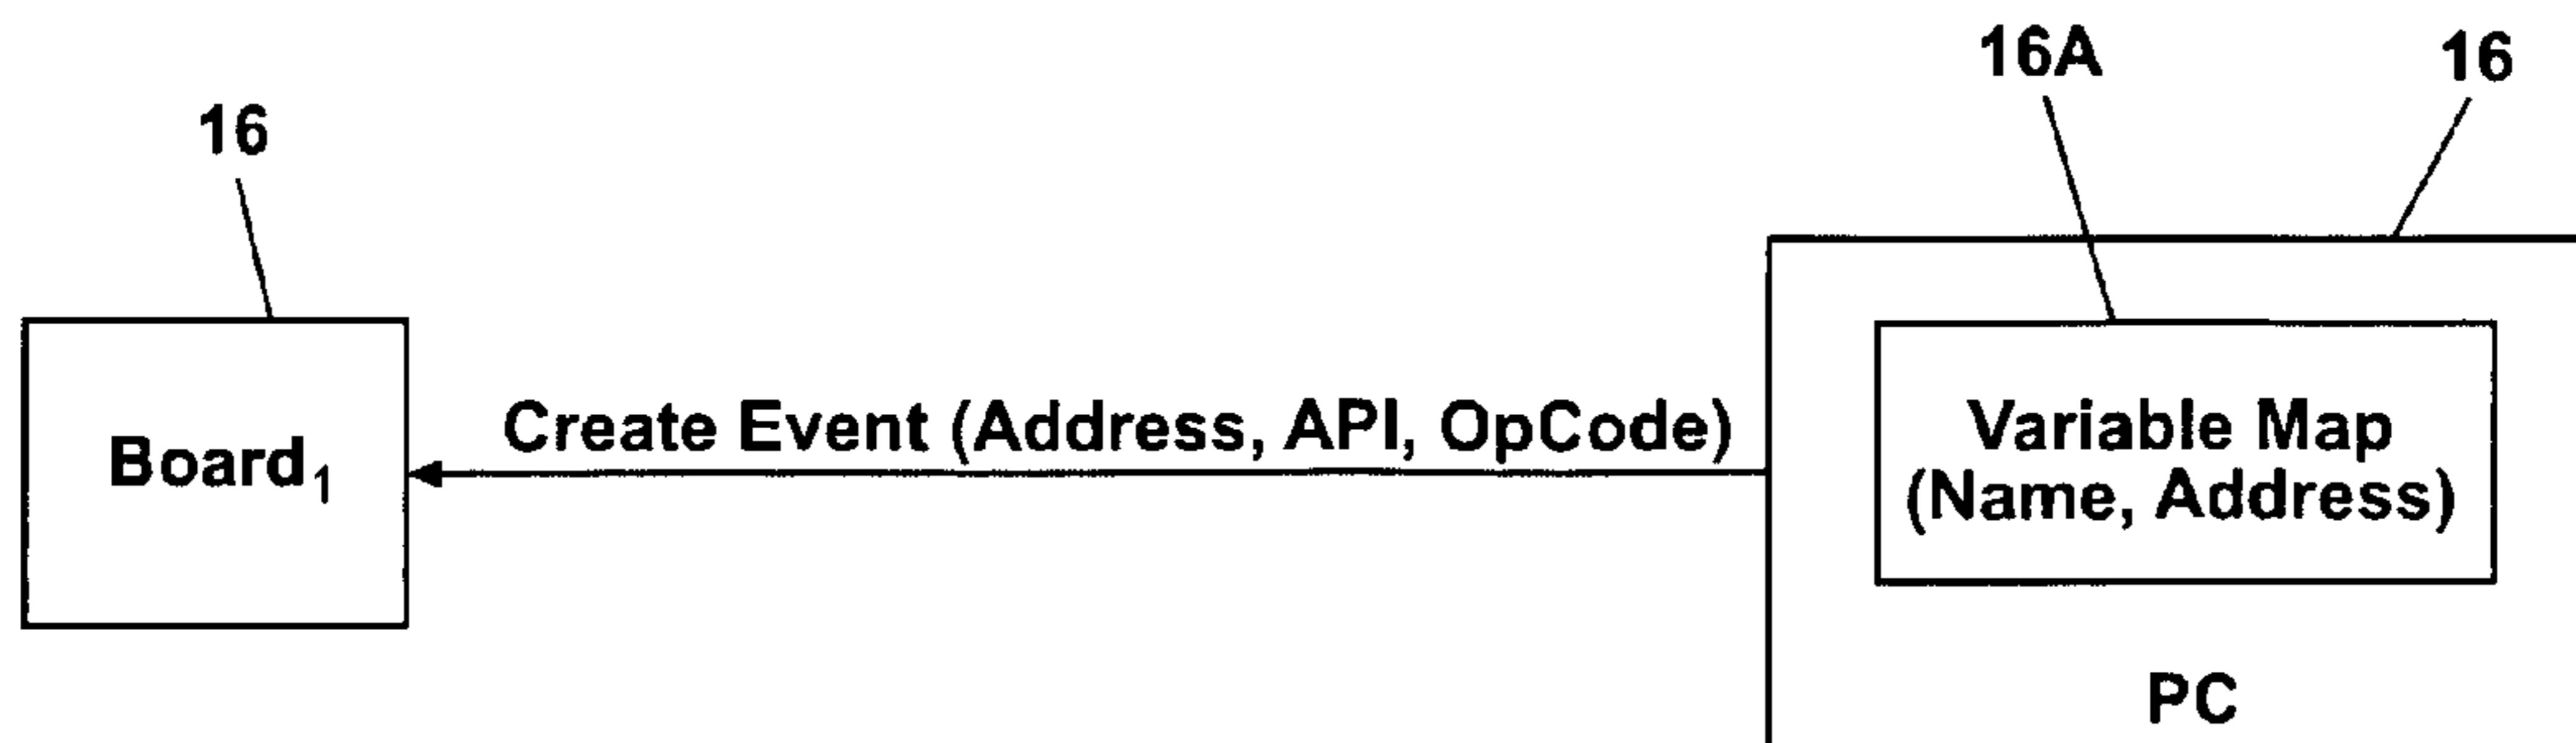 16A
16
16
Create Event (Address, API, OpCode)
Board₁
Variable Map
(Name, Address)
PC